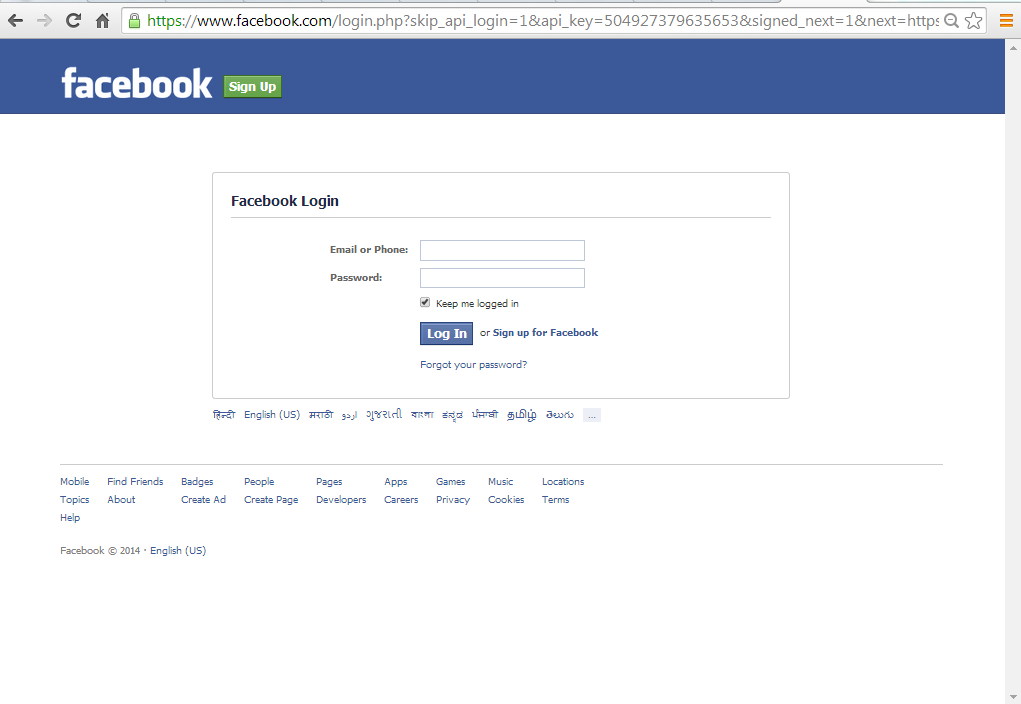 https://www.facebook.com/login.php?skip_api_login=1&api_key=504927379635653&signed_next=1&next=https
facebook Sign Up
Facebook Login
Email or Phone:
Password:
Keep me logged in
Log In or Sign up for Facebook
Forgot your password?
हिन्दी English (US) मराठी اردو ગુજરાતી বাংলা ಕನ್ನಡ ਪੰਜਾਬੀ தமிழ் తెలుగు ...
Mobile Find Friends Badges People Pages Apps Games Music Locations
Topics About Create Ad Create Page Developers Careers Privacy Cookies Terms
Help
Facebook © 2014 · English (US)